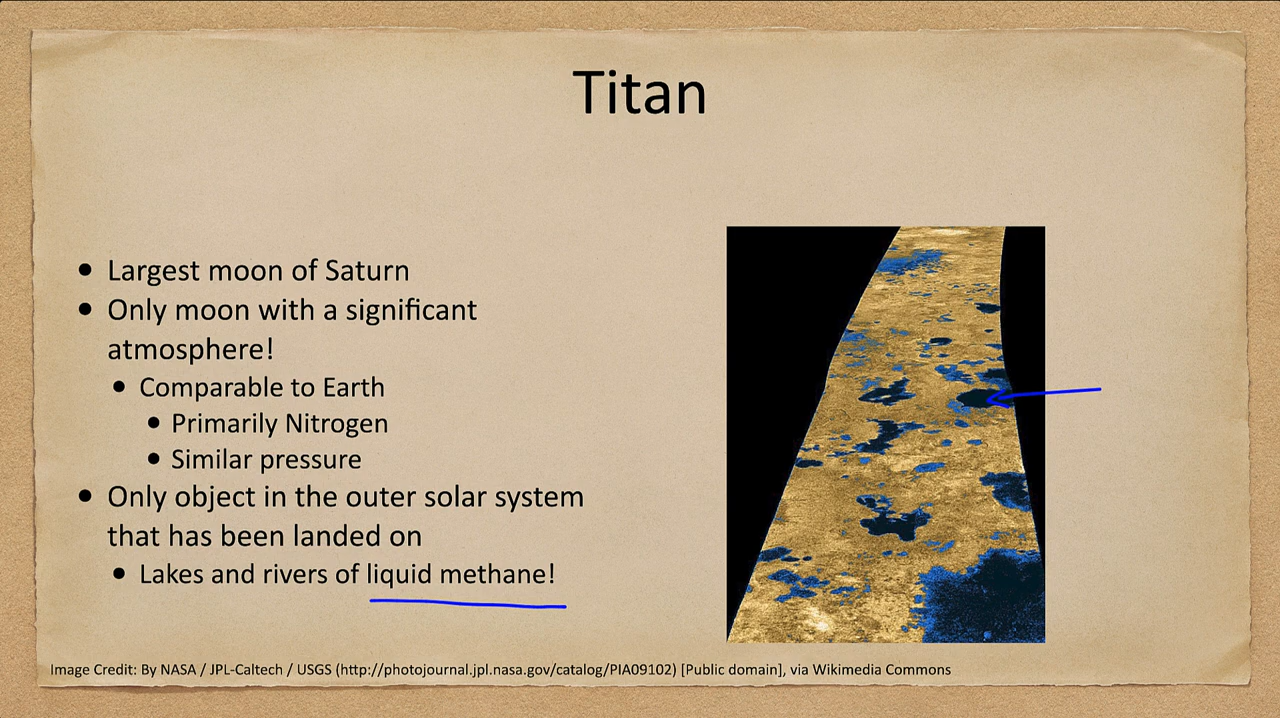 Titan
• Largest moon of Saturn
• Only moon with a significant
atmosphere!
• Comparable to Earth
• Primarily Nitrogen
• Similar pressure
• Only object in the outer solar system
that has been landed on
• Lakes and rivers of liquid methane!
Image Credit: By NASA / JPL-Caltech / USGS (http://photojournal.jpl.nasa.gov/catalog/PIA09102) [Public domain], via Wikimedia Commons